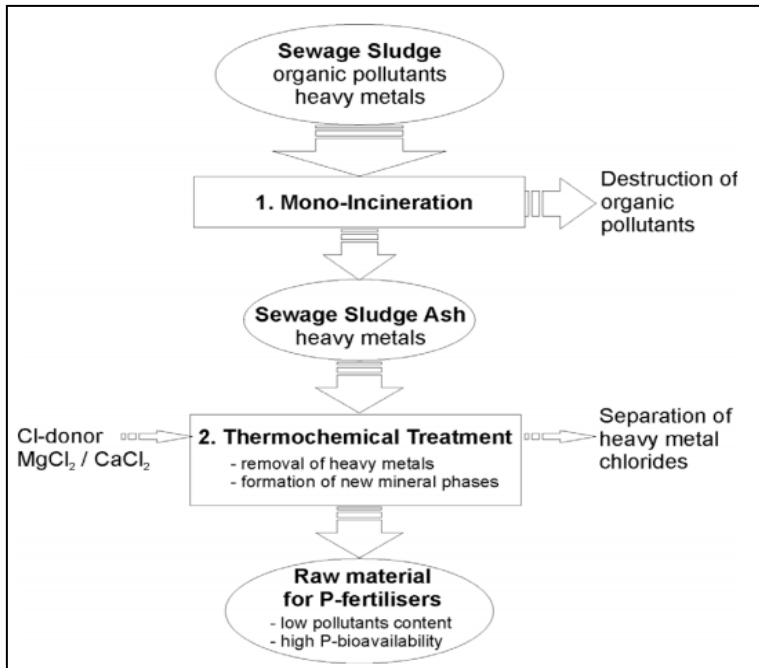 Sewage Sludge
organic pollutants
heavy metals
1. Mono-Incineration
Destruction of
organic
pollutants
Sewage Sludge Ash
heavy metals
Cl-donor
MgCl₂ / CaCl₂
2. Thermochemical Treatment
- removal of heavy metals
- formation of new mineral phases
Separation of
heavy metal
chlorides
Raw material
for P-fertilisers
- low pollutants content
- high P-bioavailability